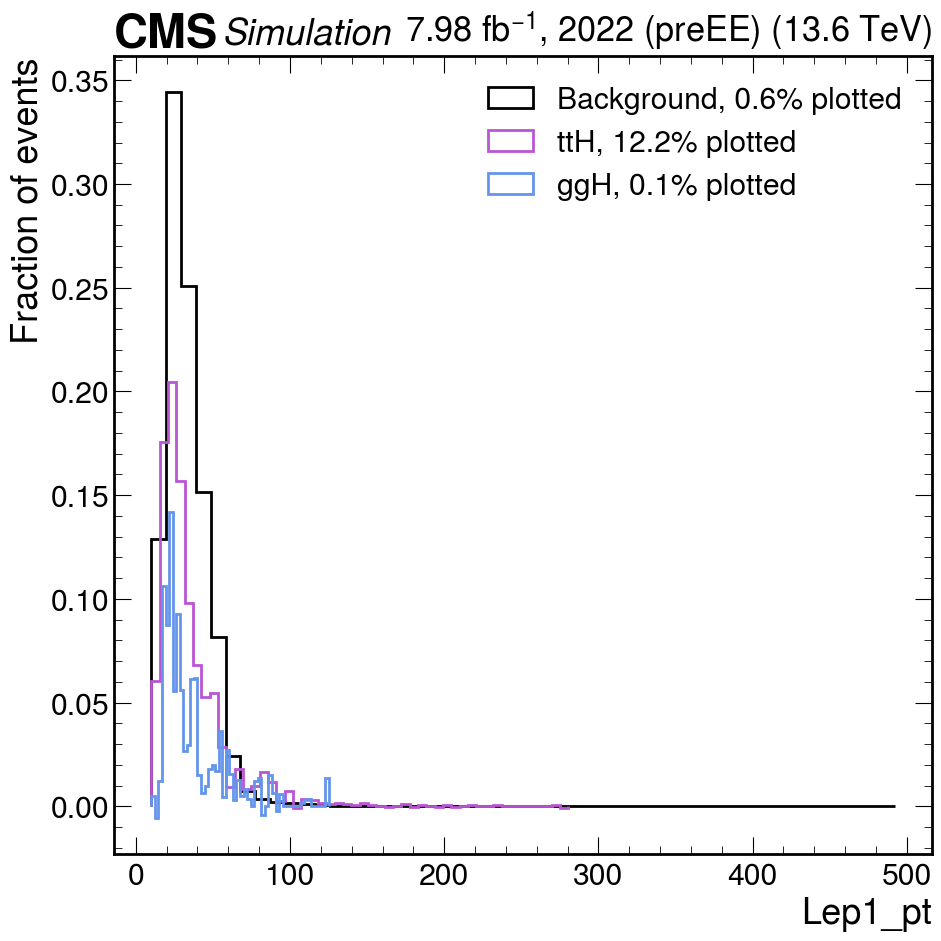 CMS Simulation 7.98 fb⁻¹, 2022 (preEE) (13.6 TeV)
Fraction of events
0.35
0.30
0.25
0.20
0.15
0.10
0.05
0.00
Background, 0.6% plotted
ttH, 12.2% plotted
ggH, 0.1% plotted
0 100 200 300 400 500
Lep1_pt